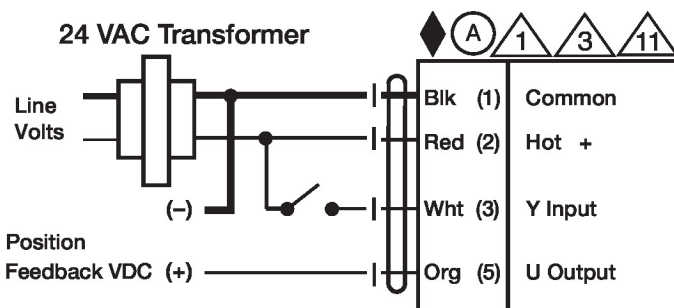 24 VAC Transformer
A 1 3 11
Line
Volts
Blk (1) Common
Red (2) Hot +
(–) Wht (3) Y Input
Position
Feedback VDC (+) Org (5) U Output